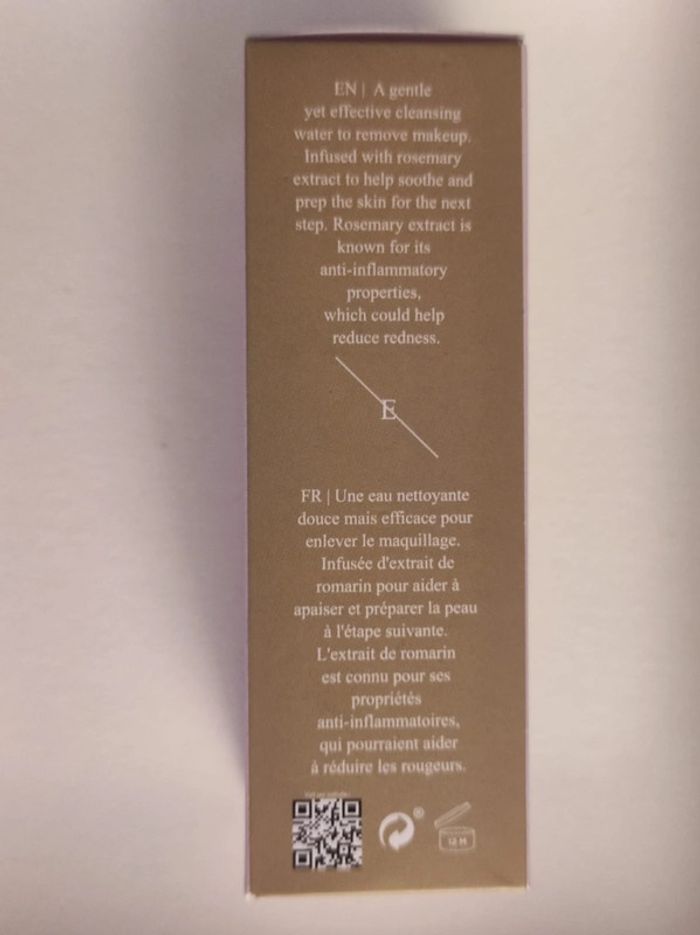 EN | A gentle
yet effective cleansing
water to remove makeup.
Infused with rosemary
extract to help soothe and
prep the skin for the next
step. Rosemary extract is
known for its
anti-inflammatory
properties,
which could help
reduce redness.
E
FR | Une eau nettoyante
douce mais efficace pour
enlever le maquillage.
Infusée d'extrait de
romarin pour aider à
apaiser et préparer la peau
à l'étape suivante.
L'extrait de romarin
est connu pour ses
propriétés
anti-inflammatoires,
qui pourraient aider
à réduire les rougeurs.
®
12 M